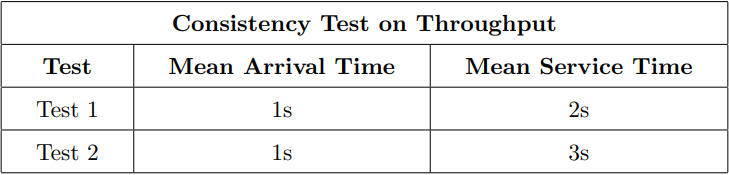 Consistency Test on Throughput
Test Mean Arrival Time Mean Service Time
Test 1 1s 2s
Test 2 1s 3s